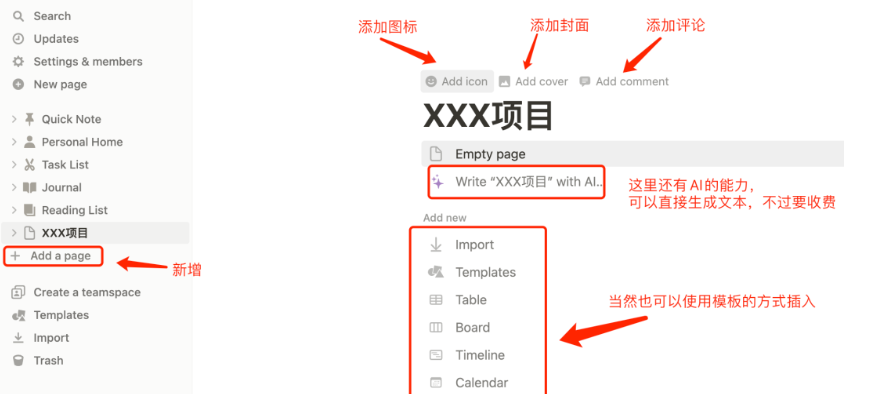 Search
Updates
Settings & members
New page
Quick Note
Personal Home
Task List
Journal
Reading List
XXX项目
Add a page
新增
Create a teamspace
Templates
Import
Trash
添加图标
添加封面
添加评论
Add icon
Add cover
Add comment
XXX项目
Empty page
Write “XXX项目” with AI...
这里还有AI的能力，
可以直接生成文本，不过要收费
Add new
Import
Templates
Table
Board
Timeline
Calendar
当然也可以使用模板的方式插入